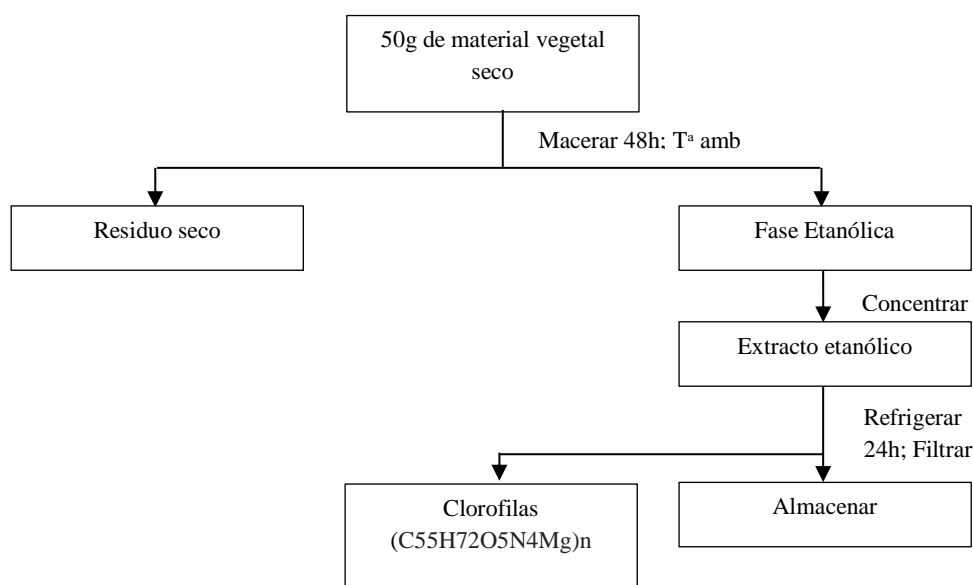 50g de material vegetal
seco
Macerar 48h; Tª amb
Residuo seco
Fase Etanólica
Concentrar
Extracto etanólico
Refrigerar
24h; Filtrar
Clorofilas
(C55H72O5N4Mg)n
Almacenar